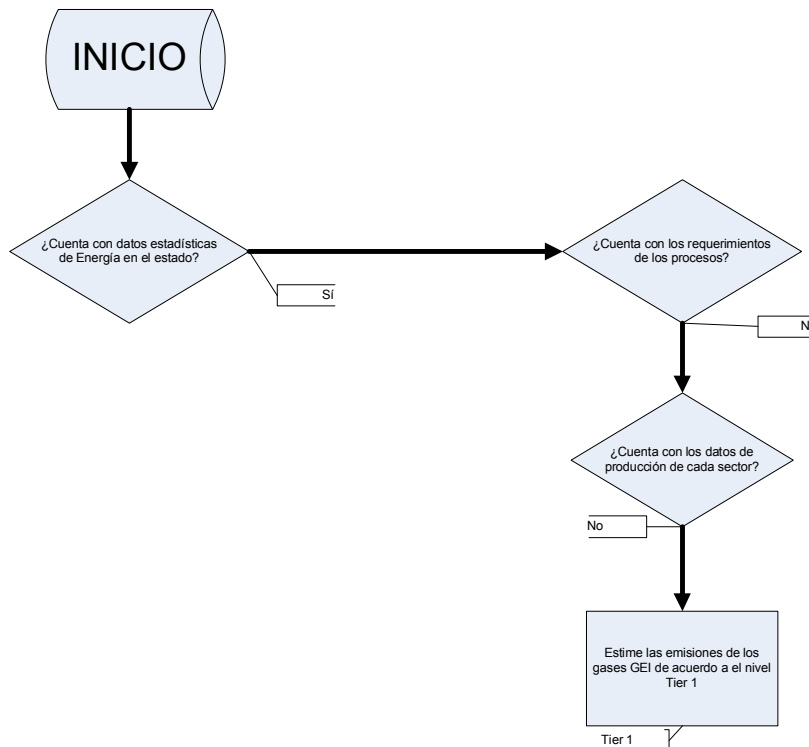 INICIO
¿Cuenta con datos estadísticas
de Energía en el estado?
Sí
¿Cuenta con los requerimientos
de los procesos?
N
¿Cuenta con los datos de
producción de cada sector?
No
Estime las emisiones de los
gases GEI de acuerdo a el nivel
Tier 1
Tier 1